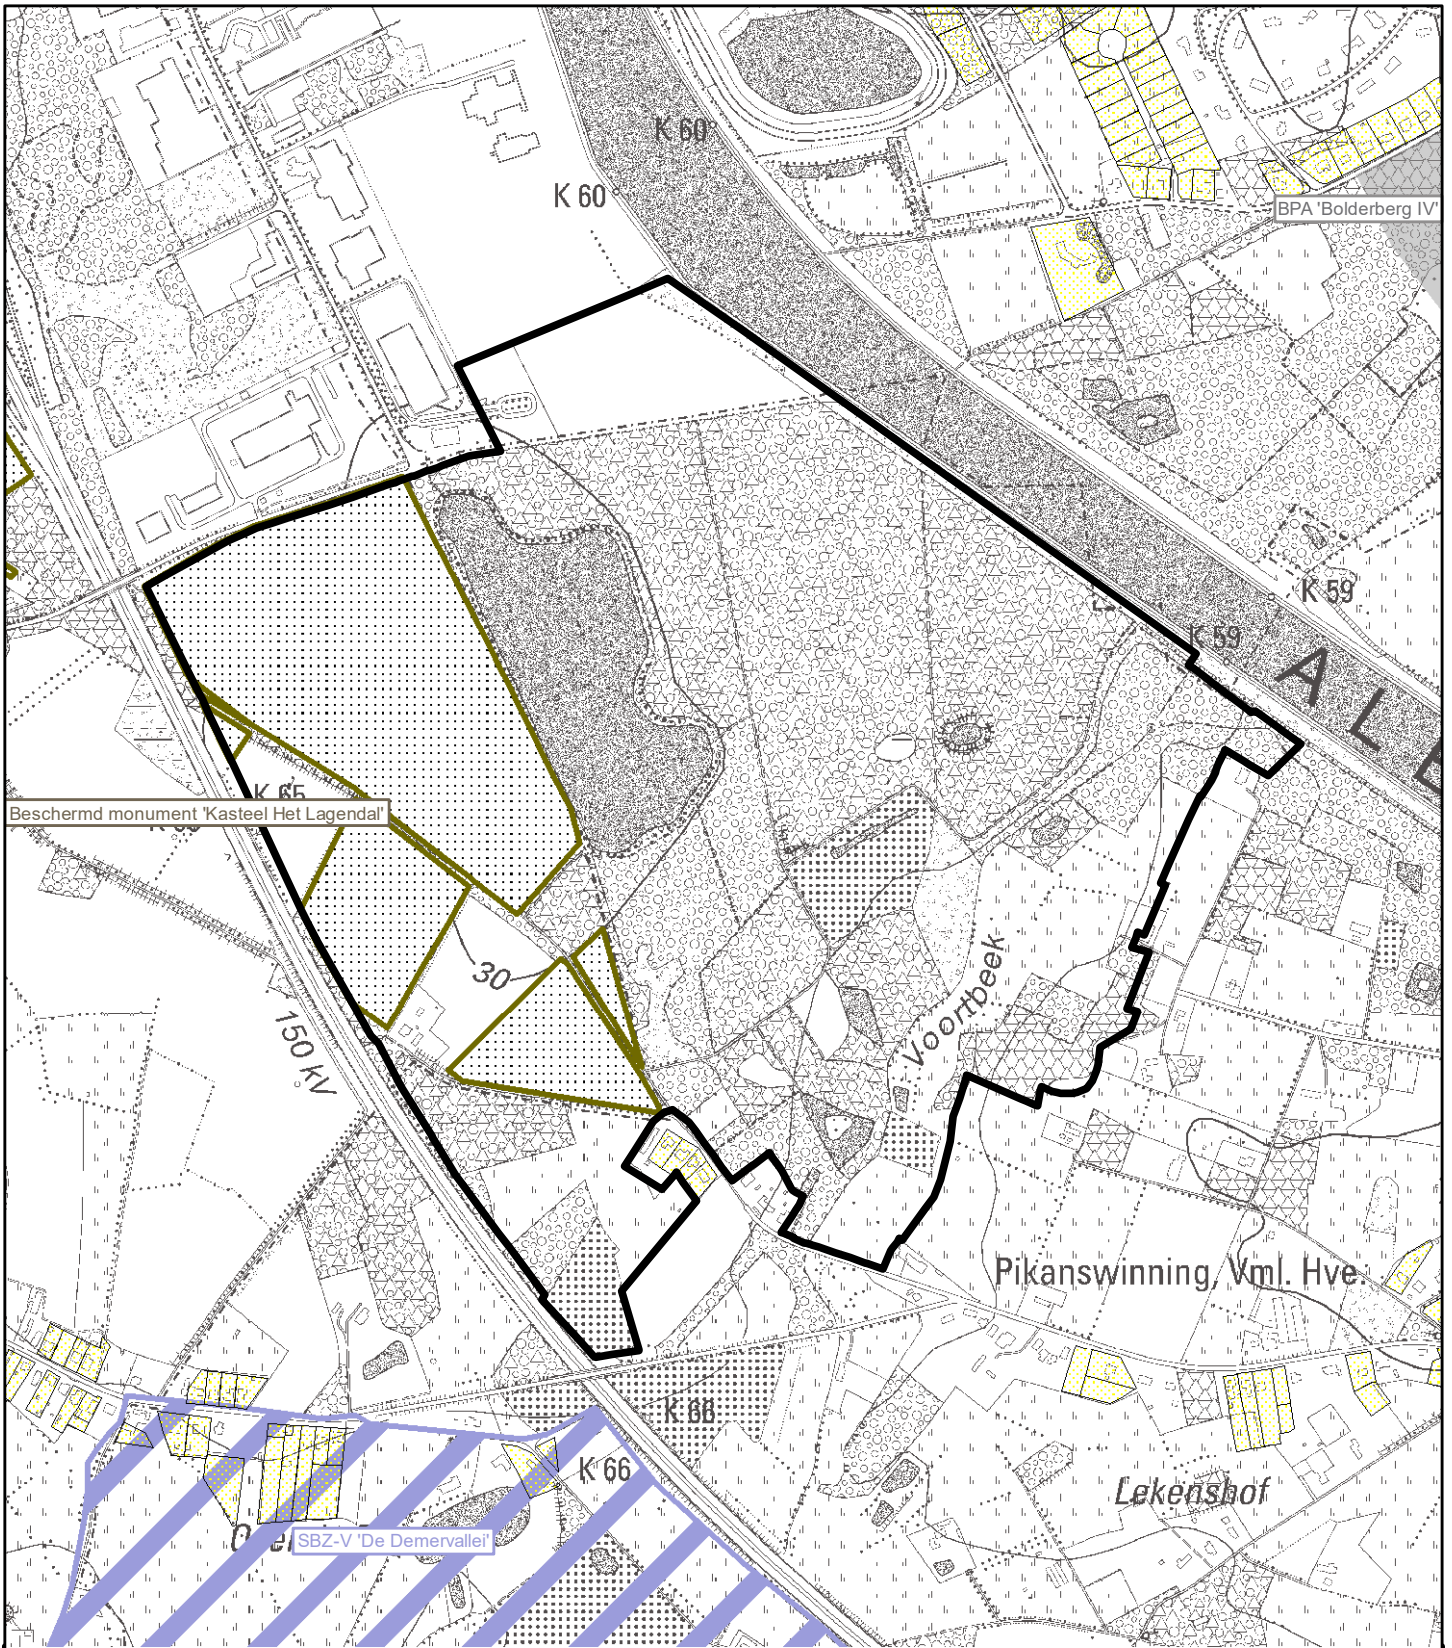 K 60
K 60
BPA 'Bolderberg IV'
K 59
K 59
A L
K 65
Beschermd monument 'Kasteel Het Lagendal'
30
Voortbeek
150 kV
Pikanswinning, Vml. Hve
K 66
K 66
Lekenshof
SBZ-V 'De Demervallei'